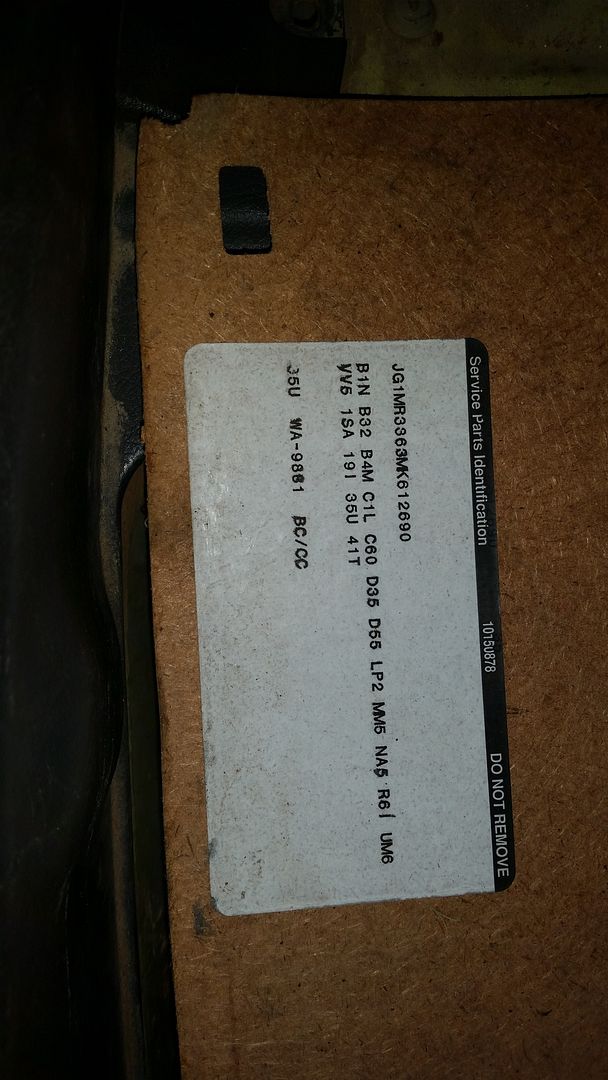 Service Parts Identification 10150878 DO NOT REMOVE
JG1MR3363MK612690
B1N B32 B4M C1L C60 D35 D55 LP2 MM5 NA5 R6I UM6
VV5 1SA 19I 35U 41T
35U WA-9861 BC/CC